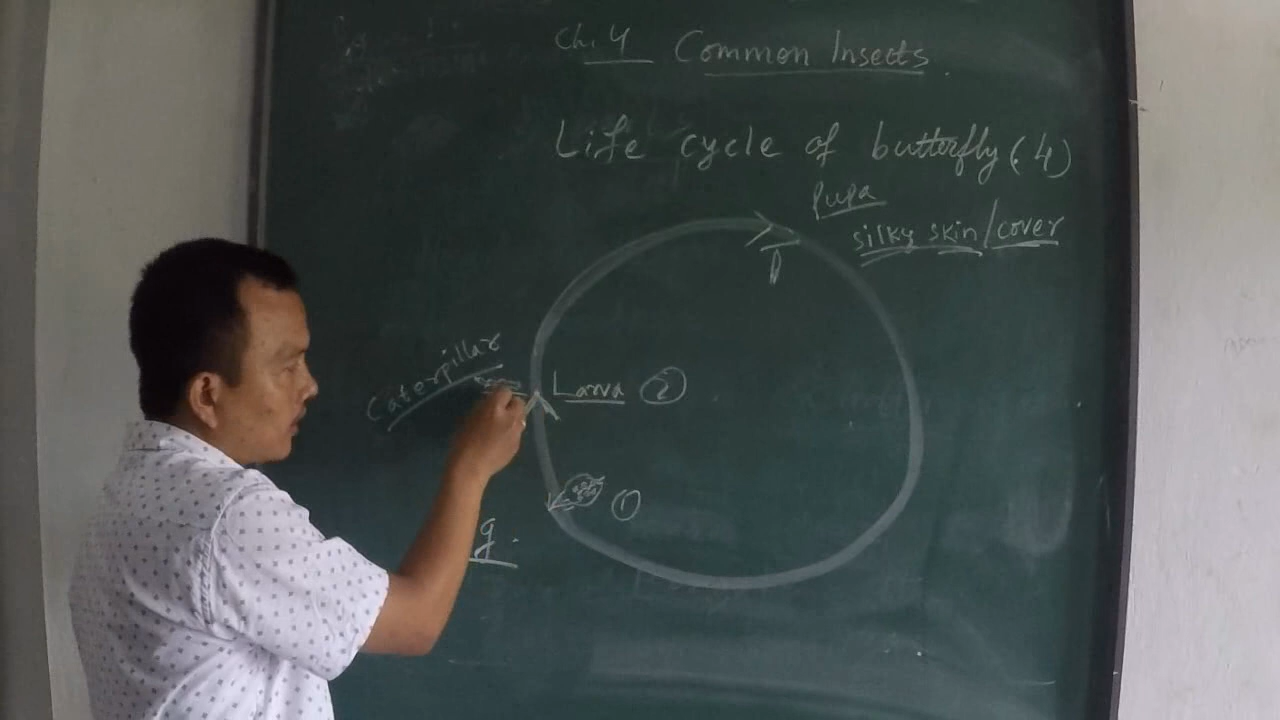 Ch. 4 Common Insects
Life cycle of butterfly (4)
Pupa
silky skin/cover
Caterpillar
Larva 2
1
g